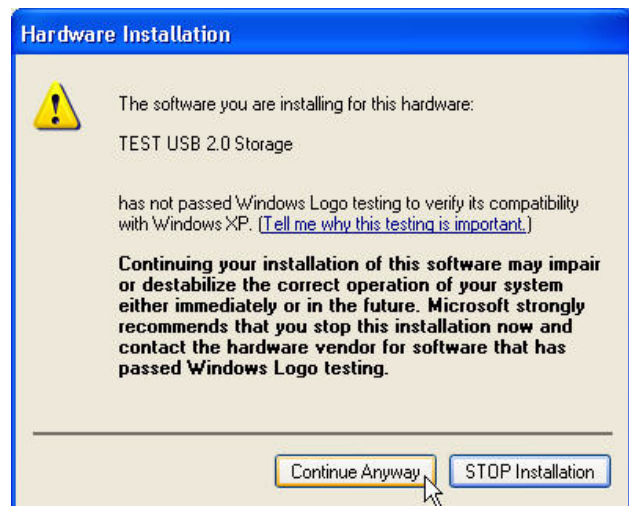 Hardware Installation
The software you are installing for this hardware:
TEST USB 2.0 Storage
has not passed Windows Logo testing to verify its compatibility
with Windows XP. (Tell me why this testing is important.)
Continuing your installation of this software may impair
or destabilize the correct operation of your system
either immediately or in the future. Microsoft strongly
recommends that you stop this installation now and
contact the hardware vendor for software that has
passed Windows Logo testing.
Continue Anyway STOP Installation